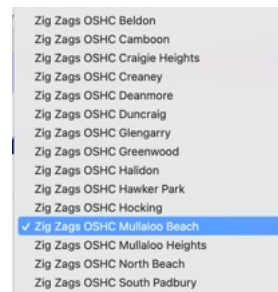 Zig Zags OSHC Beldon
Zig Zags OSHC Camboon
Zig Zags OSHC Craigie Heights
Zig Zags OSHC Creaney
Zig Zags OSHC Deanmore
Zig Zags OSHC Duncraig
Zig Zags OSHC Glengarry
Zig Zags OSHC Greenwood
Zig Zags OSHC Halidon
Zig Zags OSHC Hawker Park
Zig Zags OSHC Hocking
✓ Zig Zags OSHC Mullaloo Beach
Zig Zags OSHC Mullaloo Heights
Zig Zags OSHC North Beach
Zig Zags OSHC South Padbury